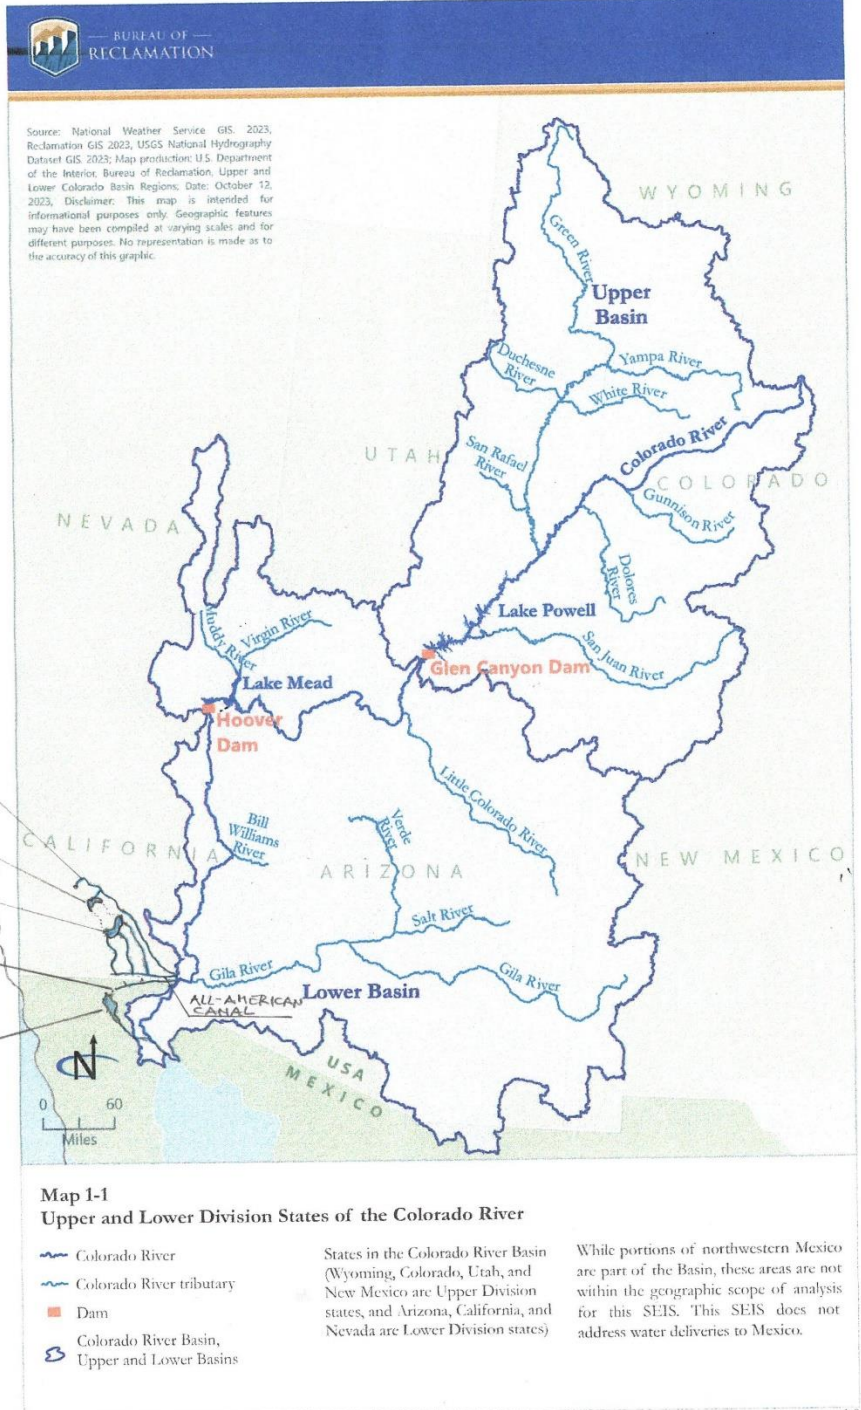 BUREAU OF
RECLAMATION
Source: National Weather Service GIS. 2023,
Reclamation GIS 2023, USGS National Hydrography
Dataset GIS. 2023; Map production: U.S. Department
of the Interior, Bureau of Reclamation, Upper and
Lower Colorado Basin Regions; Date: October 12,
2023, Disclaimer: This map is intended for
informational purposes only. Geographic features
may have been compiled at varying scales and for
different purposes. No representation is made as to
the accuracy of this graphic.
WYOMING
Green River
Upper
Basin
Duchesne
River
Yampa River
White River
Colorado River
UTAH
San Rafael
River
COLORADO
Gunnison River
NEVADA
Dolores
River
Lake Powell
Muddy River
Virgin River
San Juan River
Glen Canyon Dam
Lake Mead
Hoover
Dam
Little Colorado River
Bill
Williams
River
Verde
River
CALIFORNIA
ARIZONA
NEW MEXICO
Salt River
Gila River
Gila River
Lower Basin
ALL-AMERICAN
CANAL
N
USA
MEXICO
0 60
Miles
Map 1-1
Upper and Lower Division States of the Colorado River
Colorado River
Colorado River tributary
Dam
Colorado River Basin,
Upper and Lower Basins
States in the Colorado River Basin
(Wyoming, Colorado, Utah, and
New Mexico are Upper Division
states, and Arizona, California, and
Nevada are Lower Division states)
While portions of northwestern Mexico
are part of the Basin, these areas are not
within the geographic scope of analysis
for this SEIS. This SEIS does not
address water deliveries to Mexico.